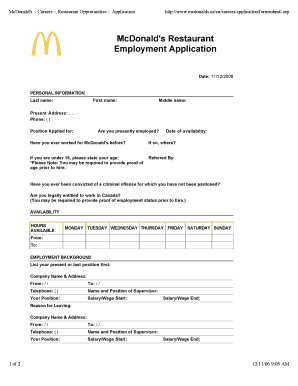 McDonald's :: Careers :: Restaurant Opportunities :: Application http://www.mcdonalds.ca/en/careers/application/formsubmit.asp
McDonald's Restaurant
Employment Application
Date: 11/12/2006
PERSONAL INFORMATION
Last name: First name: Middle name:
Present Address: , , , -
Phone: ( )
Position Applied for: Are you presently employed? Date of availability:
Have you ever worked for McDonald's before? If so, where?
If you are under 18, please state your age: Referred By:
*Please Note: You may be required to provide proof of
age prior to hire.
Have you ever been convicted of a criminal offense for which you have not been pardoned?
Are you legally entitled to work in Canada?
(You may be required to provide proof of employment status prior to hire.)
AVAILABILITY
HOURS AVAILABLE MONDAY TUESDAY WEDNESDAY THURSDAY FRIDAY SATURDAY SUNDAY
From:
To:
EMPLOYMENT BACKGROUND
List your present or last position first.
Company Name & Address:
From: / / To: / /
Telephone: ( ) Name and Position of Supervisor:
Your Position: Salary/Wage Start: Salary/Wage End:
Reason for Leaving:
Company Name & Address:
From: / / To: / /
Telephone: ( ) Name and Position of Supervisor:
Your Position: Salary/Wage Start: Salary/Wage End:
1 of 2 12/11/06 9:05 AM